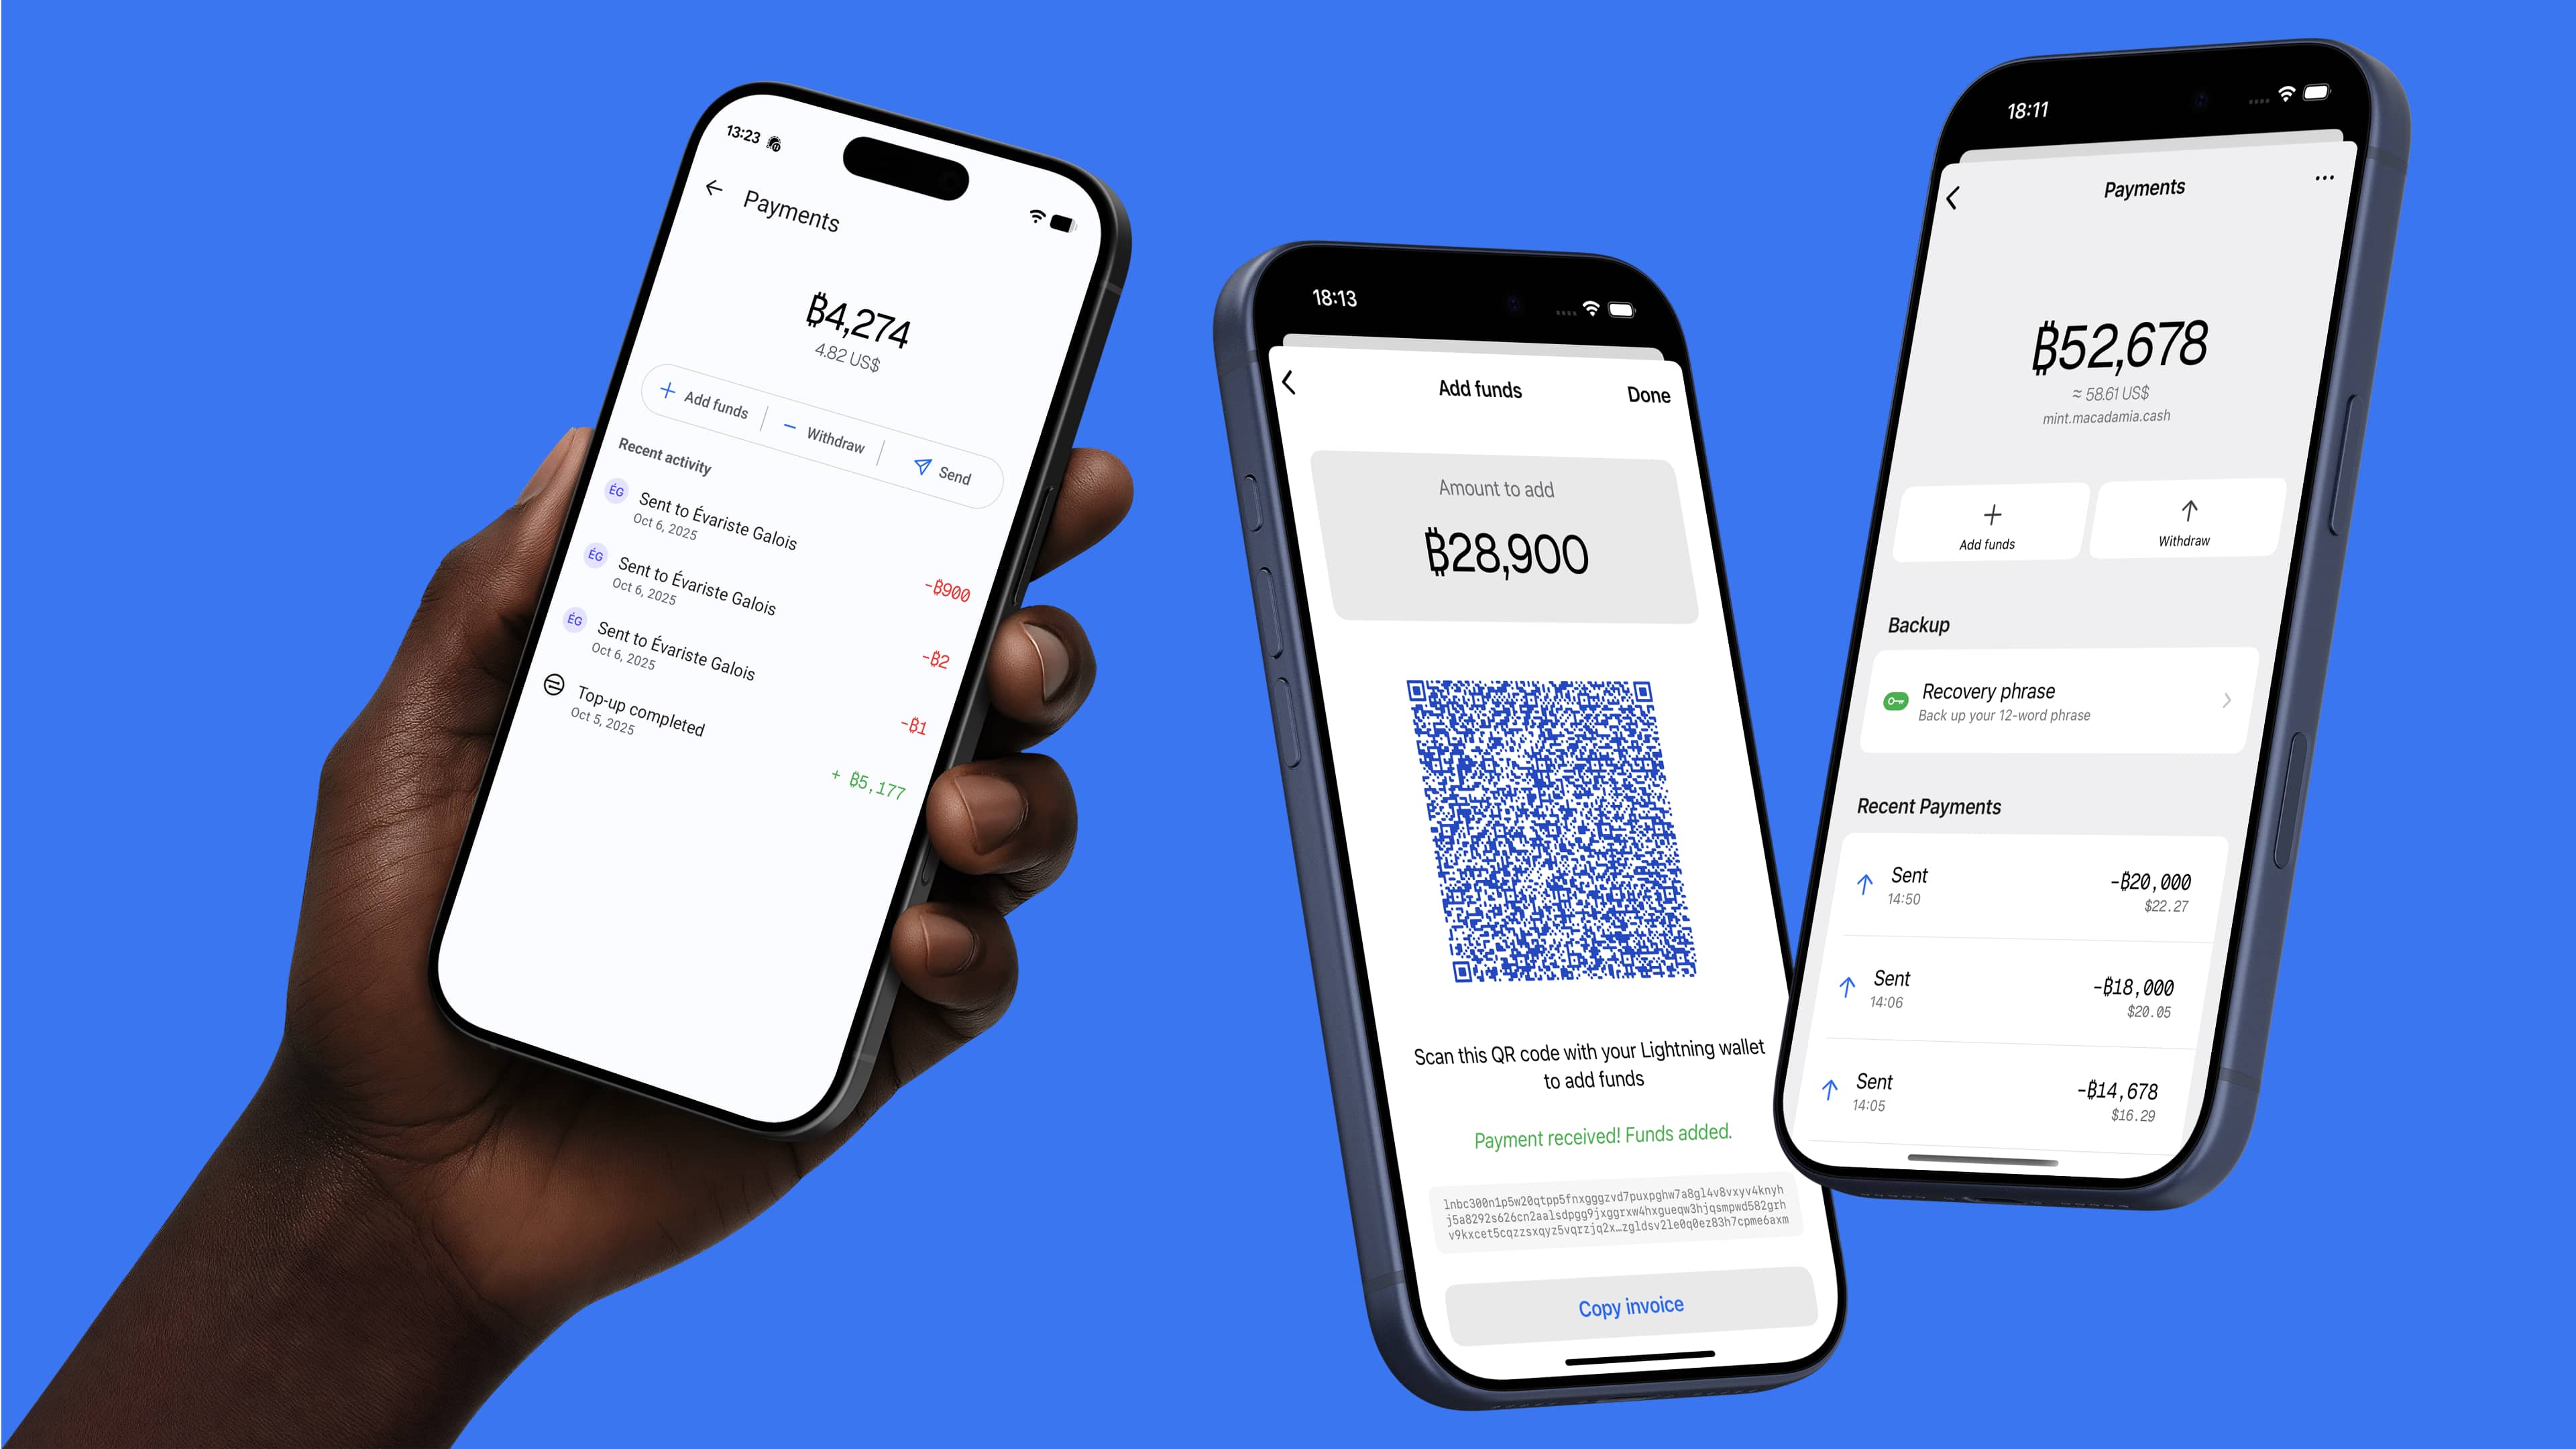 13:23
Payments
₿4,274
4.82 US$
Add funds
Withdraw
Send
Recent activity
ÉG
Sent to Évariste Galois
Oct 6, 2025
-₿900
ÉG
Sent to Évariste Galois
Oct 6, 2025
-₿2
ÉG
Sent to Évariste Galois
Oct 6, 2025
-₿1
Top-up completed
Oct 5, 2025
+ ₿5,177
18:13
Add funds
Done
Amount to add
₿28,900
Scan this QR code with your Lightning wallet
to add funds
Payment received! Funds added.
lnbc300n1p5w20qtpp5fnxgggzvd7puxpghw7a8gl4v8vxyv4knyh
j5a8292s626cn2aalsdpgg9jxggrxw4hxgueqw3hjqsmpwd582grh
v9kxcet5cqzzsxqyz5vqrzjq2x…zgldsv2le0q0ez83h7cpme6axm
Copy invoice
18:11
Payments
₿52,678
≈ 58.61 US$
mint.macadamia.cash
Add funds
Withdraw
Backup
Recovery phrase
Back up your 12-word phrase
Recent Payments
Sent
14:50
-₿20,000
$22.27
Sent
14:06
-₿18,000
$20.05
Sent
14:05
-₿14,678
$16.29